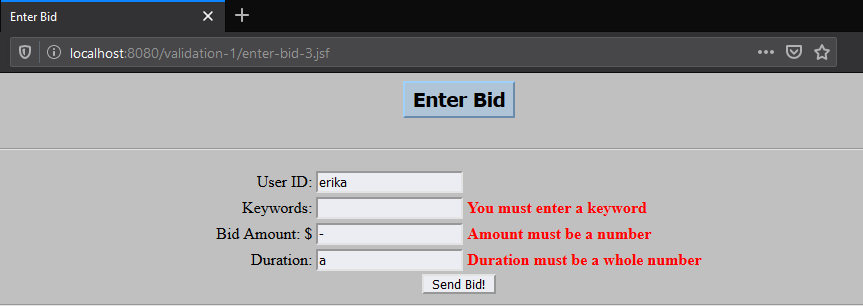 Enter Bid
localhost:8080/validation-1/enter-bid-3.jsf
Enter Bid
User ID: erika
Keywords: You must enter a keyword
Bid Amount: $ - Amount must be a number
Duration: a Duration must be a whole number
Send Bid!